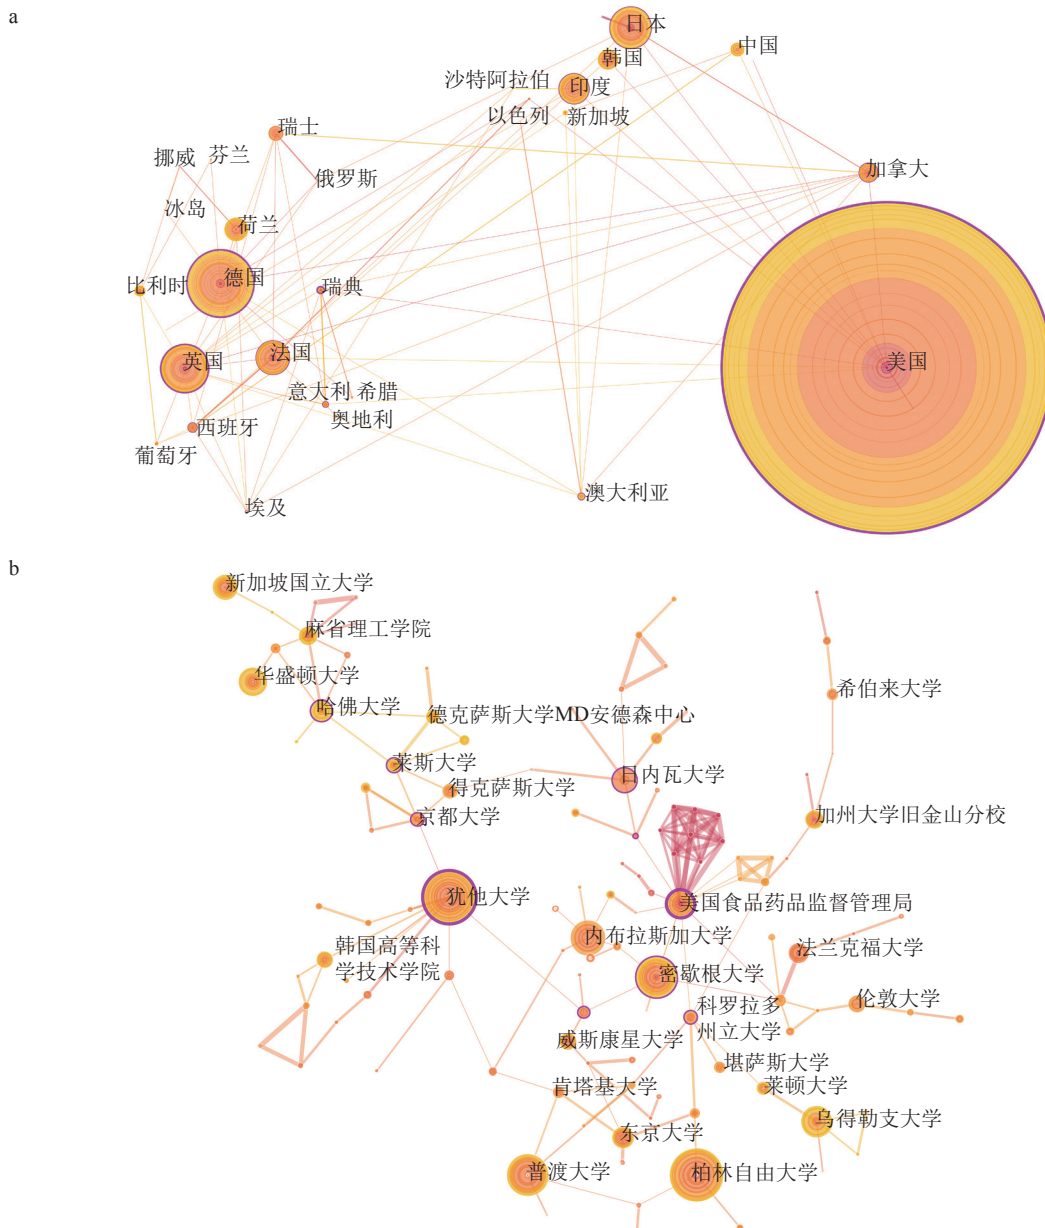 a
日本
中国
韩国
沙特阿拉伯
印度
以色列
新加坡
瑞士
挪威
芬兰
俄罗斯
加拿大
冰岛
荷兰
德国
比利时
瑞典
英国
法国
美国
意大利
希腊
奥地利
西班牙
葡萄牙
澳大利亚
埃及
b
新加坡国立大学
麻省理工学院
华盛顿大学
希伯来大学
哈佛大学
德克萨斯大学MD安德森中心
莱斯大学
日内瓦大学
得克萨斯大学
京都大学
加州大学旧金山分校
犹他大学
美国食品药品监督管理局
韩国高等科
学技术学院
内布拉斯加大学
法兰克福大学
密歇根大学
科罗拉多
州立大学
伦敦大学
威斯康星大学
堪萨斯大学
肯塔基大学
莱顿大学
东京大学
乌得勒支大学
普渡大学
柏林自由大学